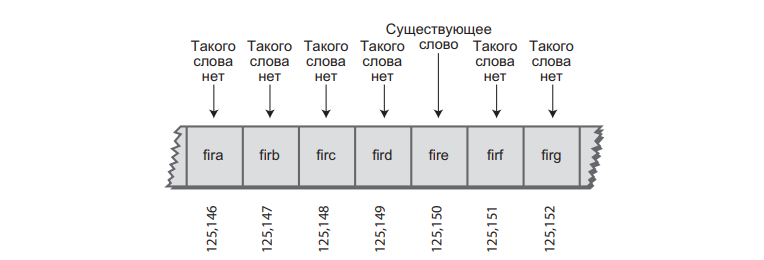 Существующее
слово
Такого
слова
нет
Такого
слова
нет
Такого
слова
нет
Такого
слова
нет
Такого
слова
нет
Такого
слова
нет
fira
firb
firc
fird
fire
firf
firg
125,146
125,147
125,148
125,149
125,150
125,151
125,152